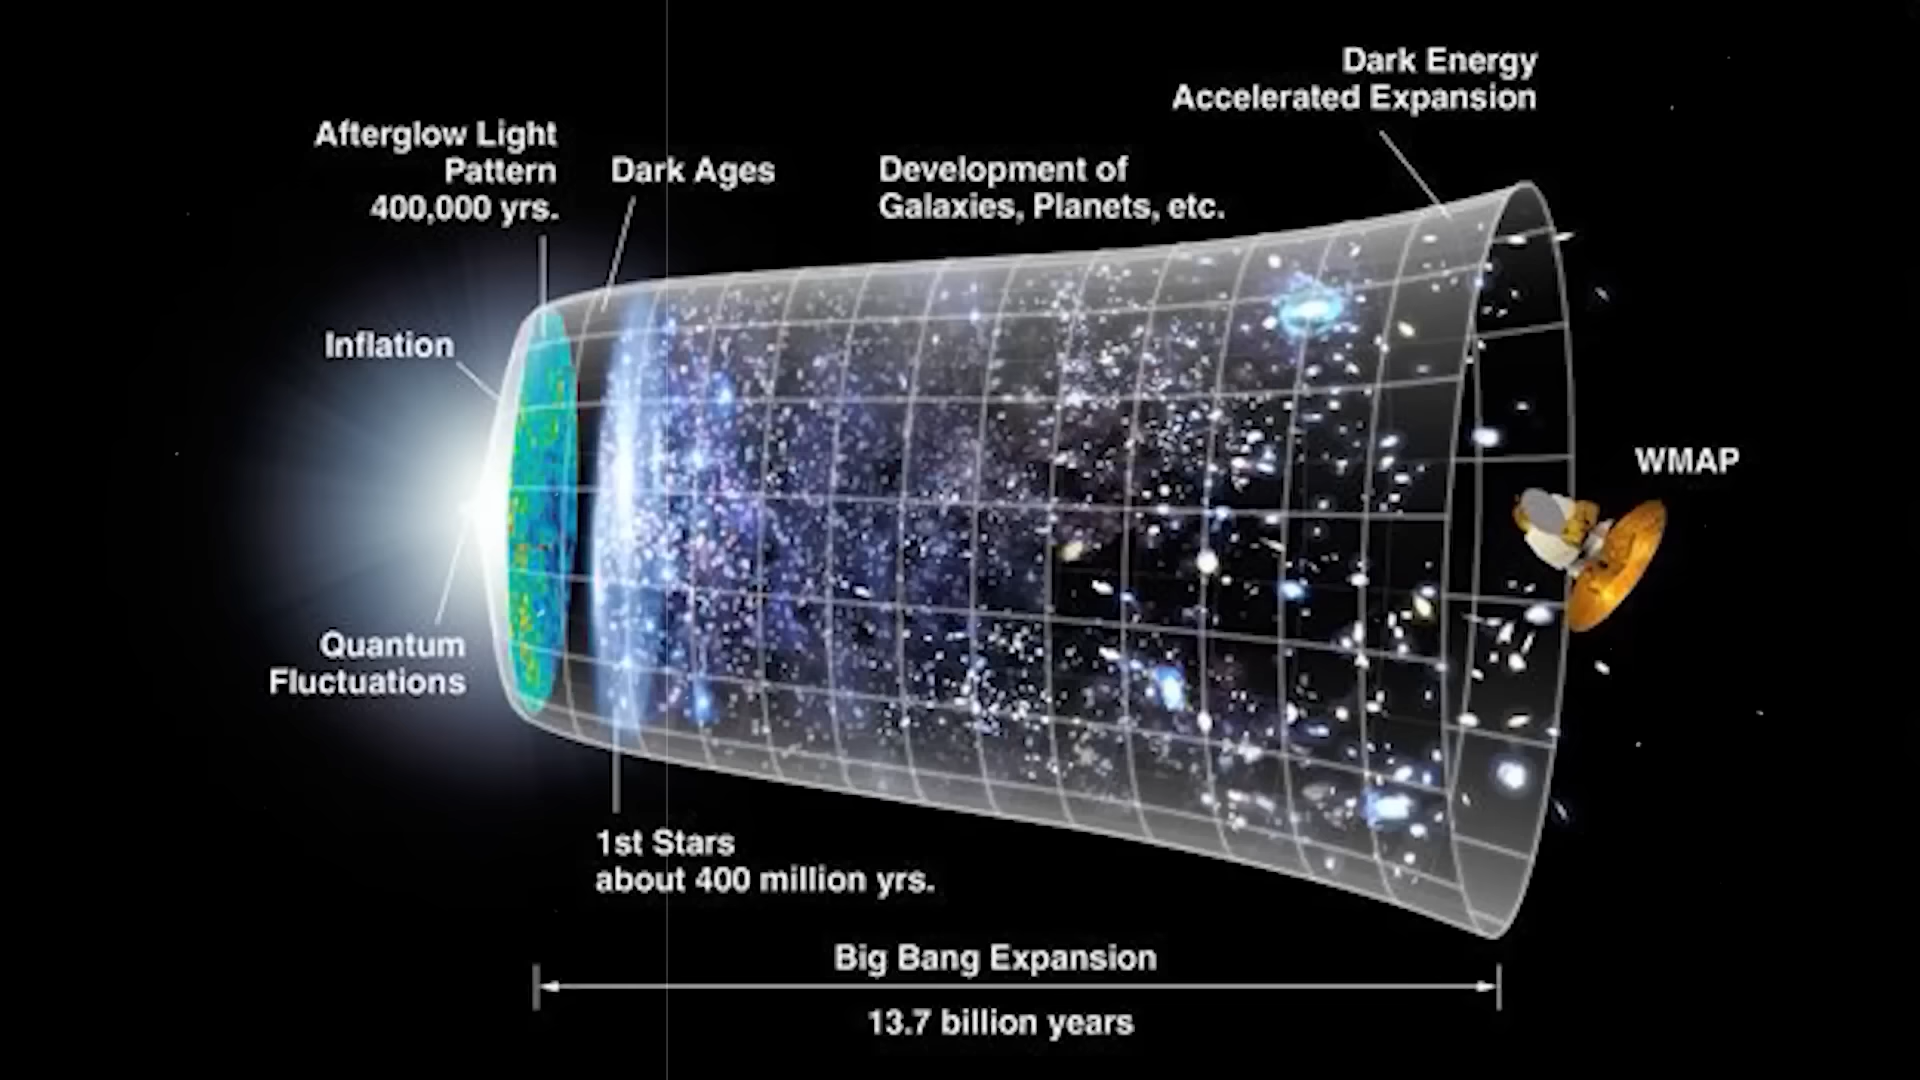 Dark Energy
Accelerated Expansion
Afterglow Light
Pattern
400,000 yrs.
Dark Ages
Development of
Galaxies, Planets, etc.
Inflation
WMAP
Quantum
Fluctuations
1st Stars
about 400 million yrs.
Big Bang Expansion
13.7 billion years